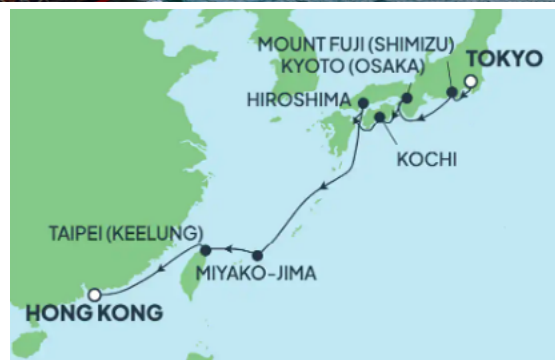 MOUNT FUJI (SHIMIZU)
TOKYO
KYOTO (OSAKA)
HIROSHIMA
KOCHI
TAIPEI (KEELUNG)
MIYAKO-JIMA
HONG KONG